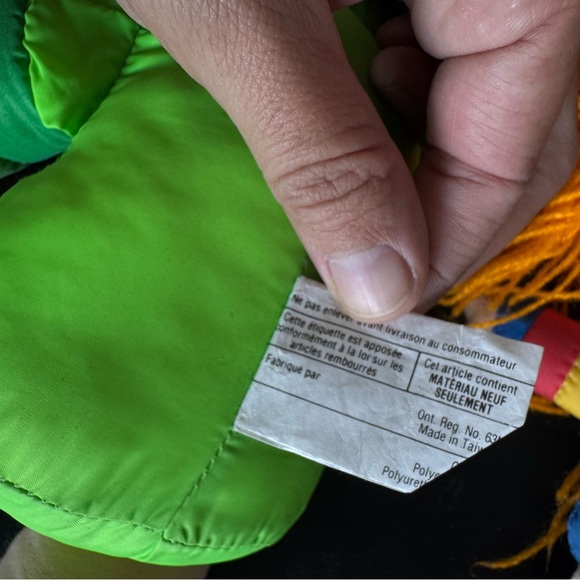 Ne pas enlever avant livraison au consommateur
Cette étiquette est apposée
conformément à la loi sur les
articles rembourrés
Cet article contient
MATÉRIAU NEUF
SEULEMENT
Fabriqué par
Ont. Reg. No.
Made in